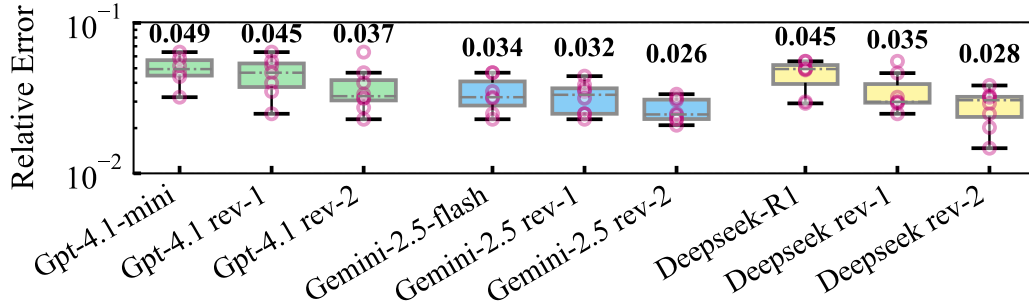 Relative Error
10⁻¹
10⁻²
0.049
0.045
0.037
0.034
0.032
0.026
0.045
0.035
0.028
Gpt-4.1-mini
Gpt-4.1 rev-1
Gpt-4.1 rev-2
Gemini-2.5-flash
Gemini-2.5 rev-1
Gemini-2.5 rev-2
Deepseek-R1
Deepseek rev-1
Deepseek rev-2